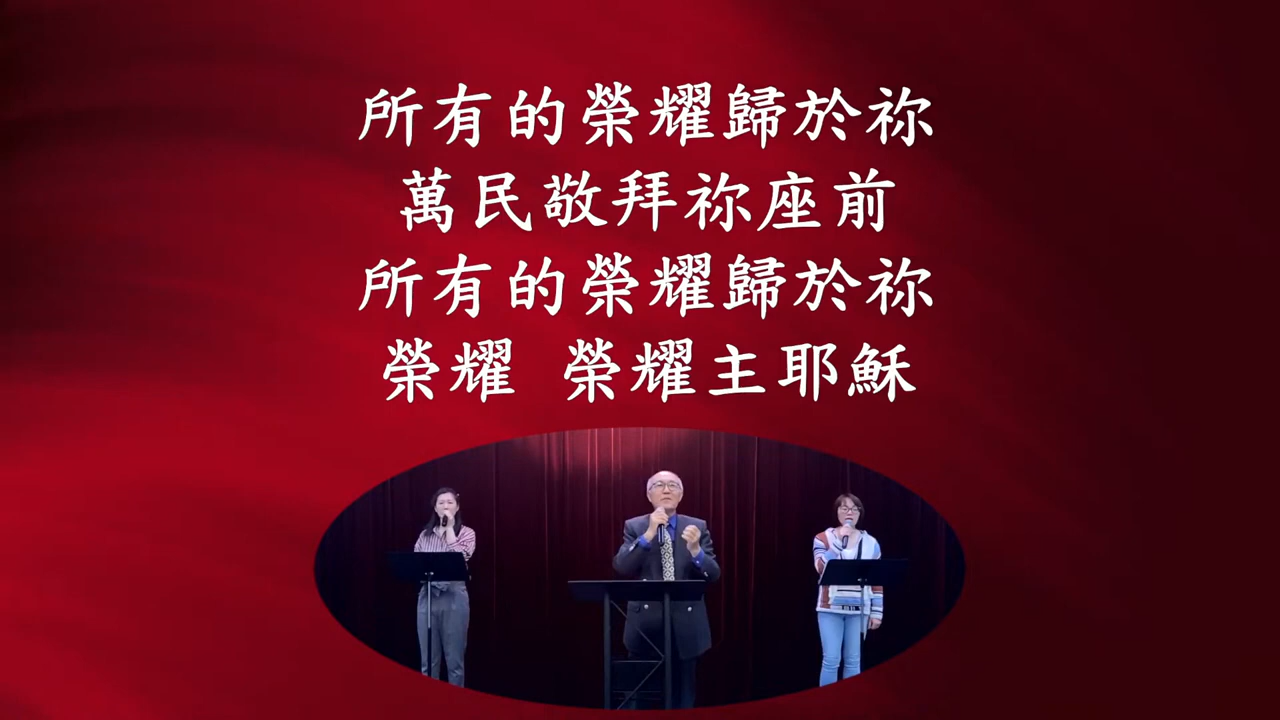 所有的榮耀歸於祢
萬民敬拜祢座前
所有的榮耀歸於祢
榮耀 榮耀主耶穌